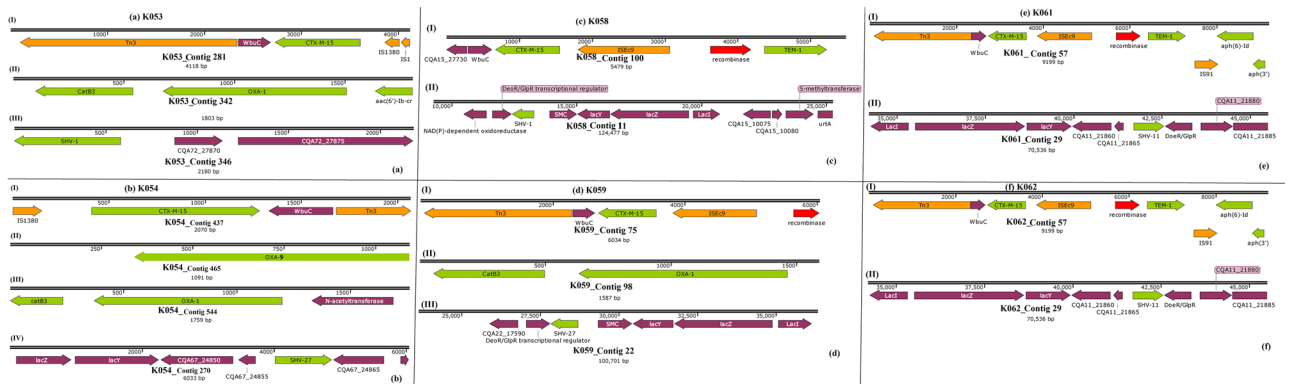 (a) K053
(I)
1000 2000 3000 4000
Tn3 WbuC CTX-M-15 IS1380
IS1
K053_Contig 281
4118 bp
(II)
500 1000 1500
CatB3 OXA-1 aac(6')-Ib-cr
K053_Contig 342
1803 bp
(III)
500 1000 1500 2000
SHV-1 CQA72_27870 CQA72_27875
K053_Contig 346
2180 bp
(a)
(b) K054
(I)
500 1000 1500 2000
IS1380 CTX-M-15 WbuC Tn3
K054_Contig 437
2070 bp
(II)
250 500 750 1000
OXA-9
K054_Contig 465
1091 bp
(III)
500 1000 1500
catB3 OXA-1 N-acetyltransferase
K054_Contig 544
1759 bp
(IV)
2000 4000 6000
lacZ lacY CQA67_24850 SHV-27 CQA67_24865
CQA67_24855
K054_Contig 270
6033 bp
(b)
(c) K058
(I)
1000 2000 3000 4000 5000
CQA15_27730 WbuC CTX-M-15 ISEc9 recombinase TEM-1
K058_Contig 100
5479 bp
(II)
DeoR/GlpR transcriptional regulator S-methyltransferase
10,000 15,000 20,000 25,000
NAD(P)-dependent oxidoreductase SHV-1 SMC lacY lacZ LacI CQA15_10075 CQA15_10080 urtA
K058_Contig 11
124,477 bp
(c)
(d) K059
(I)
2000 4000 6000
Tn3 WbuC CTX-M-15 ISEc9 recombinase
K059_Contig 75
6034 bp
(II)
500 1000 1500
CatB3 OXA-1
K059_Contig 98
1587 bp
(III)
25,000 27,500 30,000 32,500 35,000
CQA22_17590 SHV-27 SMC lacY lacZ LacI
DeoR/GlpR transcriptional regulator
K059_Contig 22
100,701 bp
(d)
(e) K061
(I)
2000 4000 6000 8000
Tn3 WbuC CTX-M-15 ISEc9 recombinase TEM-1 aph(6)-Id
IS91 aph(3')
K061_Contig 57
9199 bp
(II)
CQA11_21880
35,000 37,500 40,000 42,500 45,000
LacI lacZ lacY CQA11_21860 SHV-11 DoeR/GlpR CQA11_21885
CQA11_21865
K061_Contig 29
70,536 bp
(e)
(f) K062
(I)
2000 4000 6000 8000
Tn3 WbuC CTX-M-15 ISEc9 recombinase TEM-1 aph(6)-Id
IS91 aph(3')
K062_Contig 57
9199 bp
(II)
CQA11_21880
35,000 37,500 40,000 42,500 45,000
LacI lacZ lacY CQA11_21860 SHV-11 DoeR/GlpR CQA11_21885
CQA11_21865
K062_Contig 29
70,536 bp
(f)